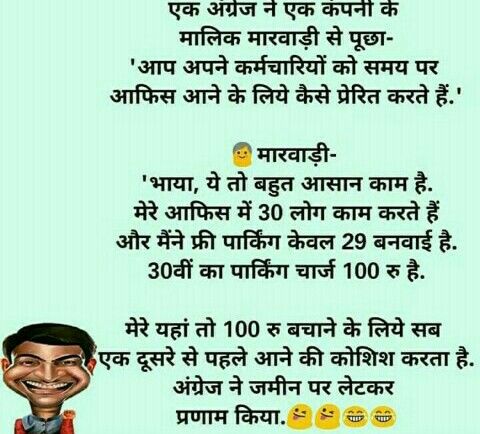 एक अंग्रेज ने एक कंपनी के
मालिक मारवाड़ी से पूछा-
'आप अपने कर्मचारियों को समय पर
आफिस आने के लिये कैसे प्रेरित करते हैं.'
मारवाड़ी-
'भाया, ये तो बहुत आसान काम है.
मेरे आफिस में 30 लोग काम करते हैं
और मैंने फ्री पार्किंग केवल 29 बनवाई है.
30वीं का पार्किंग चार्ज 100 रु है.
मेरे यहां तो 100 रु बचाने के लिये सब
एक दूसरे से पहले आने की कोशिश करता है.
अंग्रेज ने जमीन पर लेटकर
प्रणाम किया.